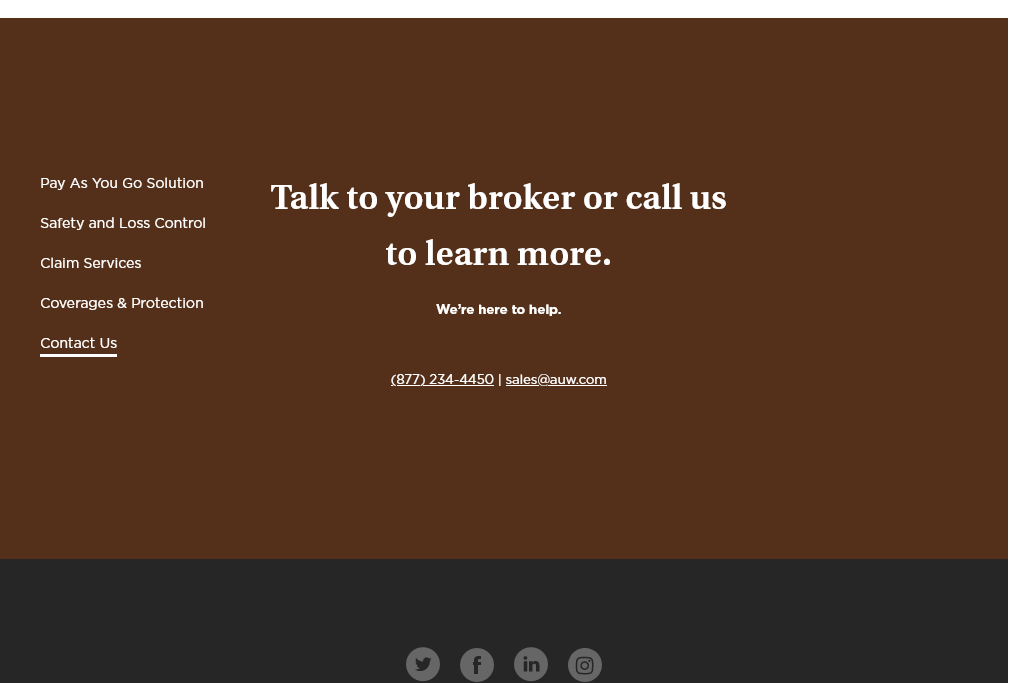 Pay As You Go Solution
Safety and Loss Control
Claim Services
Coverages & Protection
Contact Us
Talk to your broker or call us
to learn more.
We’re here to help.
(877) 234-4450 | sales@auw.com